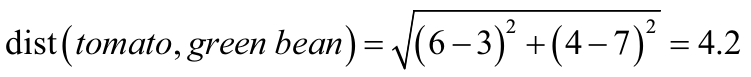 dist(tomato, green bean) = √((6 − 3)² + (4 − 7)²) = 4.2